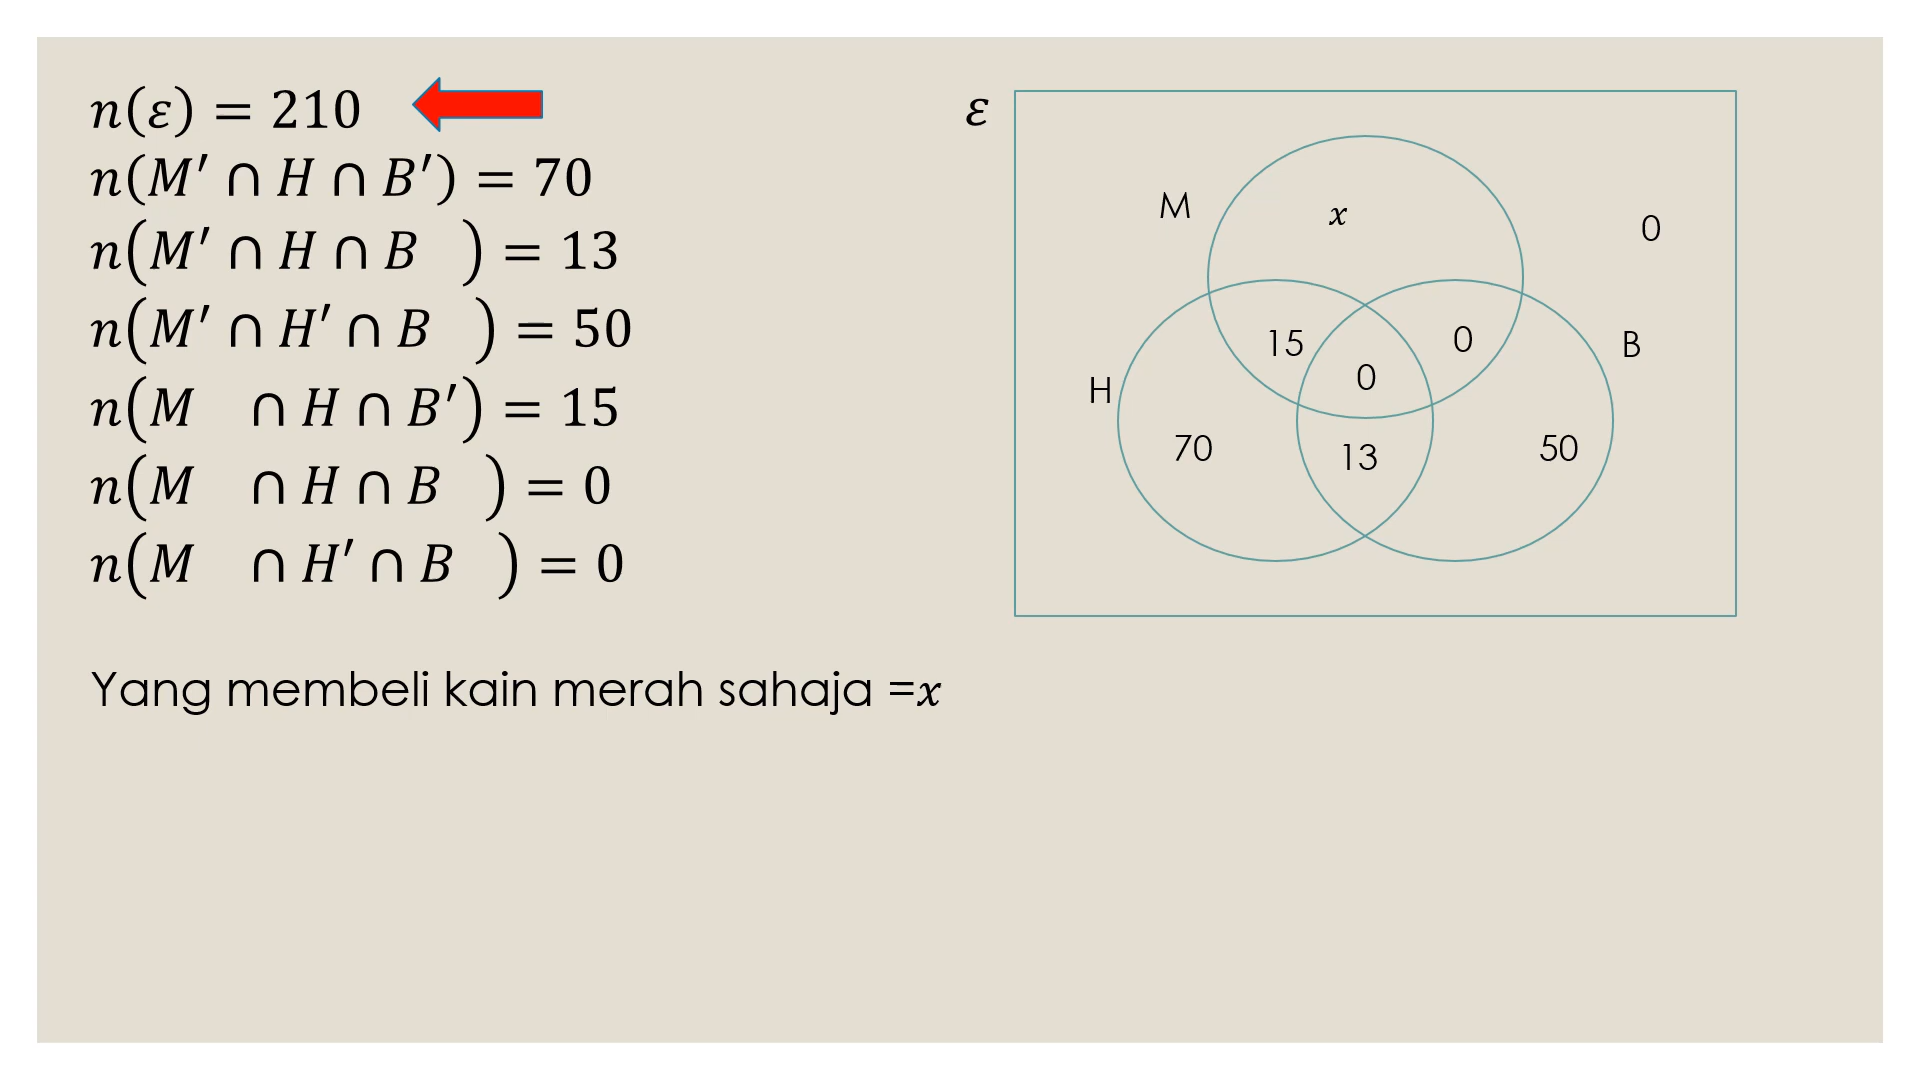 n(ε) = 210
n(M′ ∩ H ∩ B′) = 70
n(M′ ∩ H ∩ B ) = 13
n(M′ ∩ H′ ∩ B ) = 50
n(M ∩ H ∩ B′) = 15
n(M ∩ H ∩ B ) = 0
n(M ∩ H′ ∩ B ) = 0
Yang membeli kain merah sahaja =x
ε
M
x
0
15
0
B
0
H
70
13
50